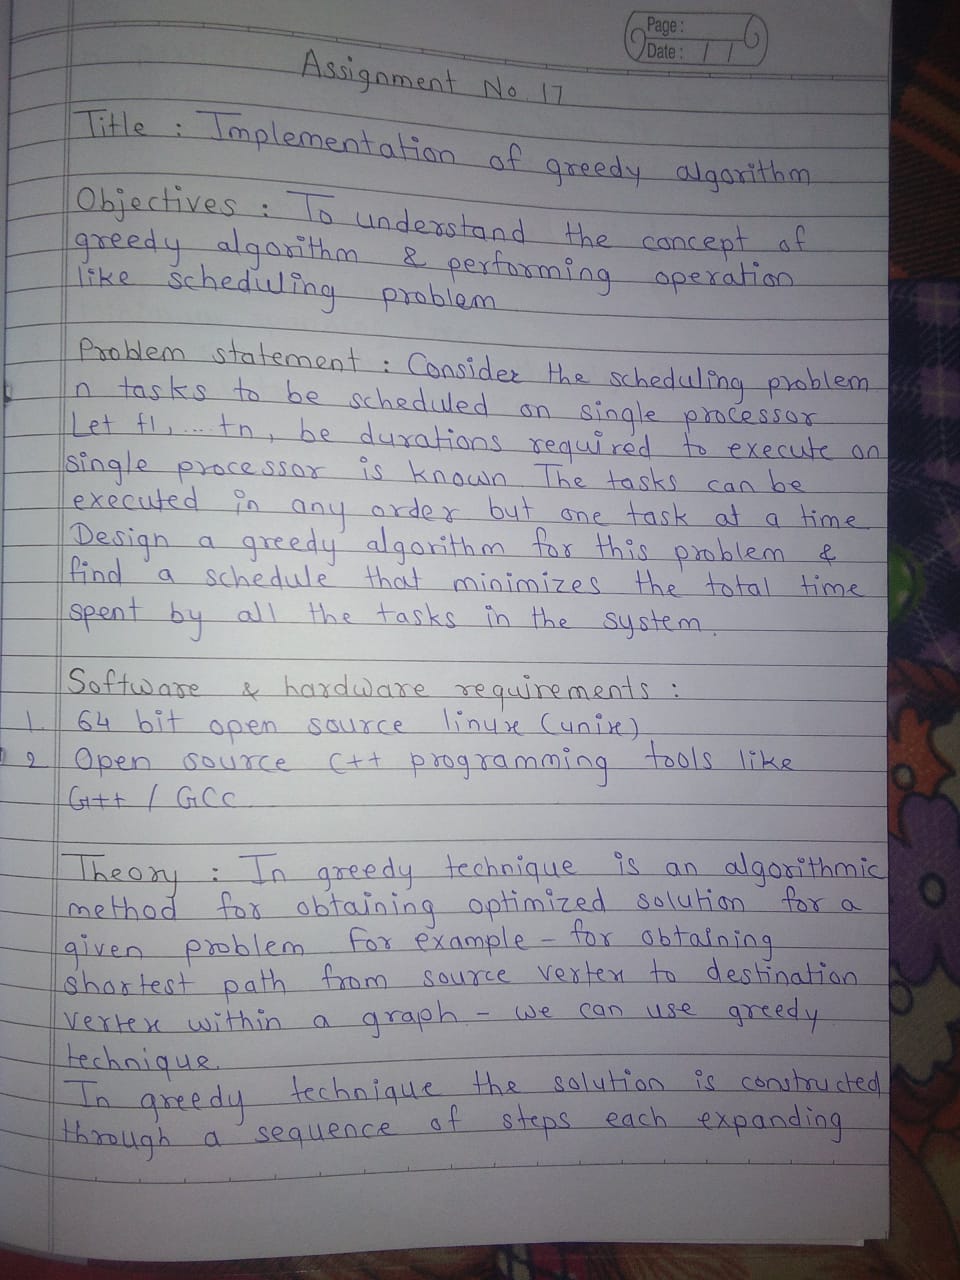 Page :
Date : / /
Assignment No. 17
Title : Implementation of greedy algorithm
Objectives : To understand the concept of
greedy algorithm & performing operation
like scheduling problem
Problem statement : Consider the scheduling problem
n tasks to be scheduled on single processor
Let t1,...tn, be durations required to execute on
single processor is known. The tasks can be
executed in any order but one task at a time
Design a greedy algorithm for this problem &
find a schedule that minimizes the total time
spent by all the tasks in the system.
Software & hardware requirements :
1. 64 bit open source linux (unix)
2 Open source C++ programming tools like
G++ / GCC
Theory : In greedy technique is an algorithmic
method for obtaining optimized solution for a
given problem For example - for obtaining
shortest path from source vertex to destination
vertex within a graph - we can use greedy
technique.
In greedy technique the solution is constructed
through a sequence of steps each expanding